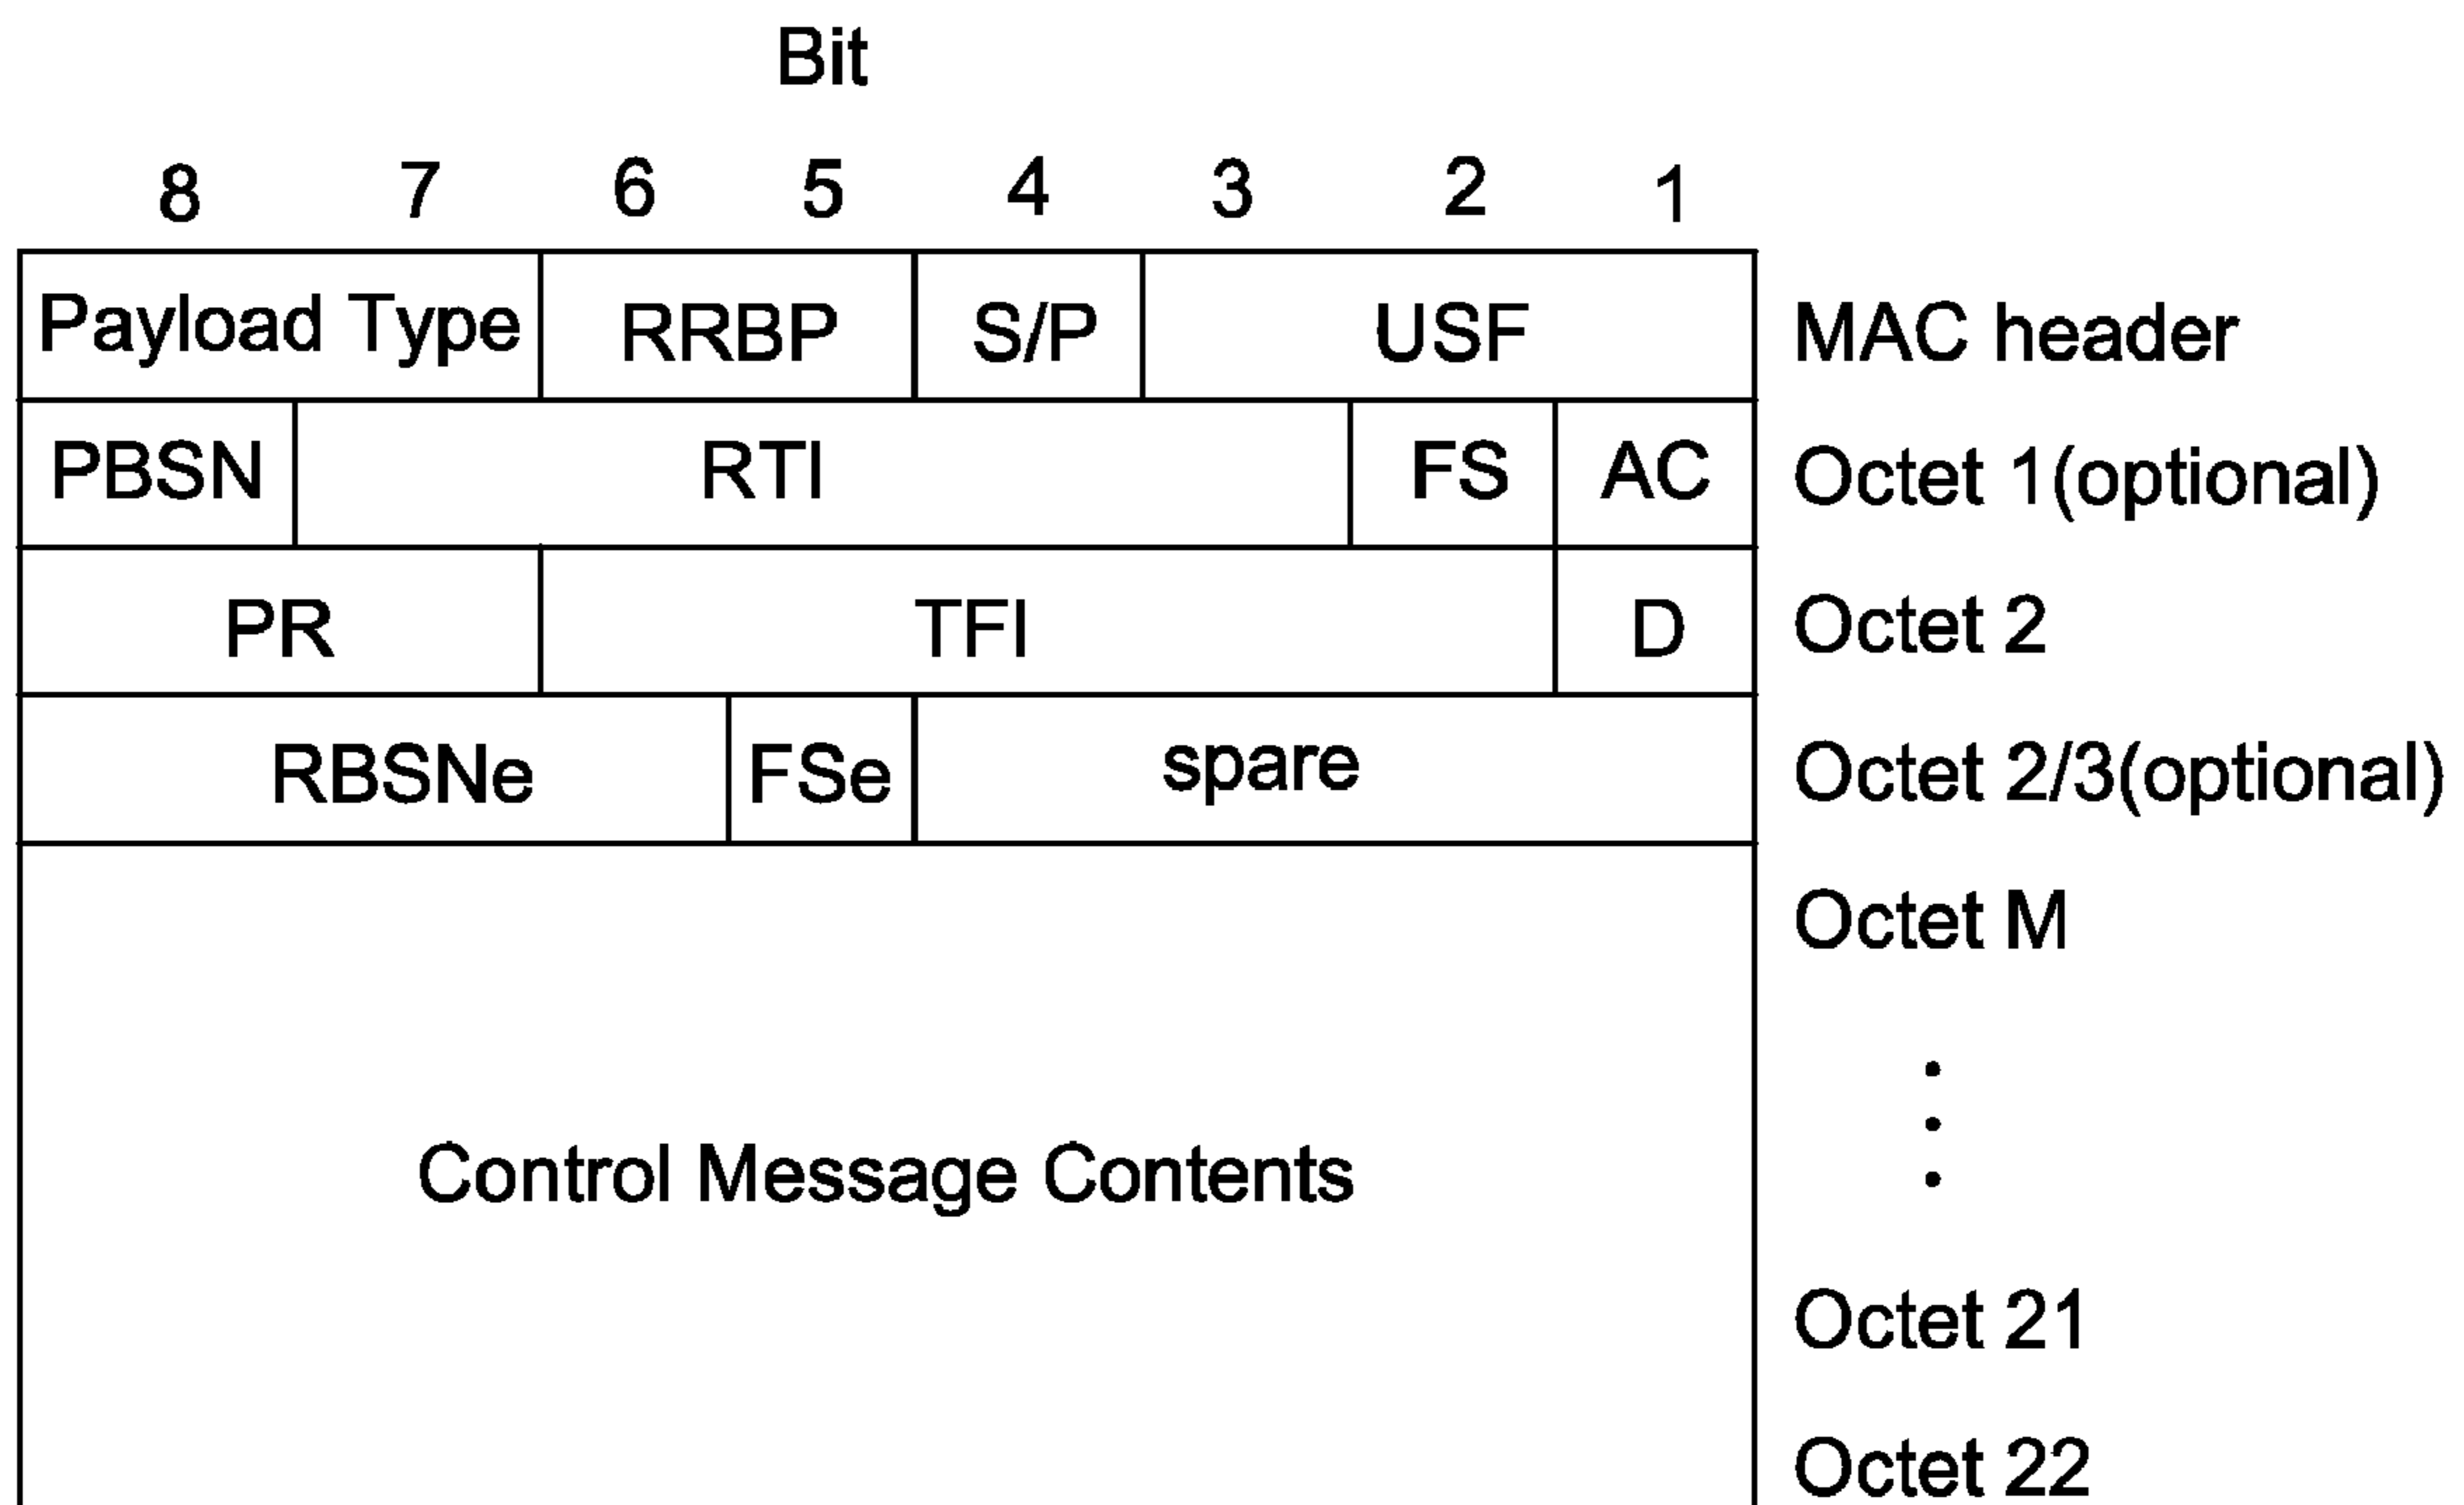 Bit
8 7 6 5 4 3 2 1
Payload Type RRBP S/P USF MAC header
PBSN RTI FS AC Octet 1(optional)
PR TFI D Octet 2
RBSNe FSe spare Octet 2/3(optional)
Octet M
Control Message Contents
Octet 21
Octet 22